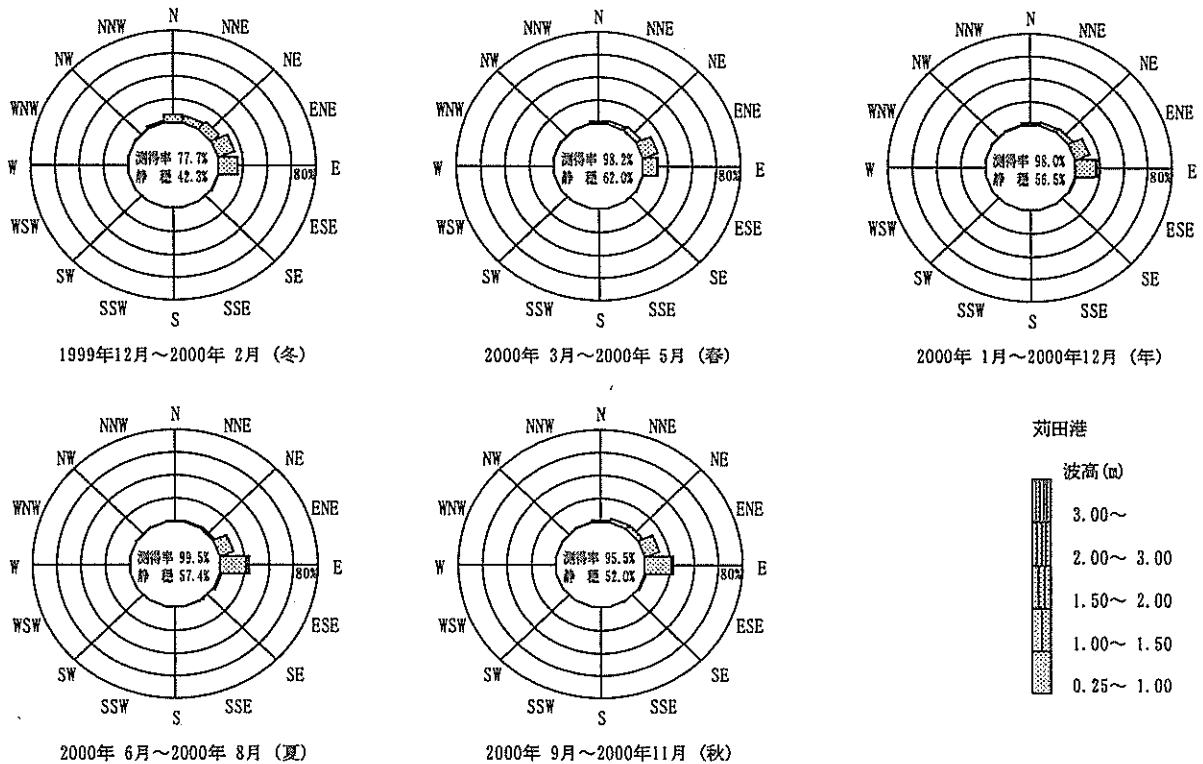 N
NNW
NNE
NW
NE
WNW
ENE
測得率 77.7%
静 穏 42.3%
W
80%
E
WSW
ESE
SW
SE
SSW
SSE
S
1999年12月～2000年 2月 (冬)
N
NNW
NNE
NW
NE
WNW
ENE
測得率 98.2%
静 穏 62.0%
W
80%
E
WSW
ESE
SW
SE
SSW
SSE
S
2000年 3月～2000年 5月 (春)
N
NNW
NNE
NW
NE
WNW
ENE
測得率 98.0%
静 穏 56.5%
W
80%
E
WSW
ESE
SW
SE
SSW
SSE
S
2000年 1月～2000年12月 (年)
N
NNW
NNE
NW
NE
WNW
ENE
測得率 99.5%
静 穏 57.4%
W
80%
E
WSW
ESE
SW
SE
SSW
SSE
S
2000年 6月～2000年 8月 (夏)
N
NNW
NNE
NW
NE
WNW
ENE
測得率 95.5%
静 穏 52.0%
W
80%
E
WSW
ESE
SW
SE
SSW
SSE
S
2000年 9月～2000年11月 (秋)
苅田港
波高(m)
3.00～
2.00～ 3.00
1.50～ 2.00
1.00～ 1.50
0.25～ 1.00